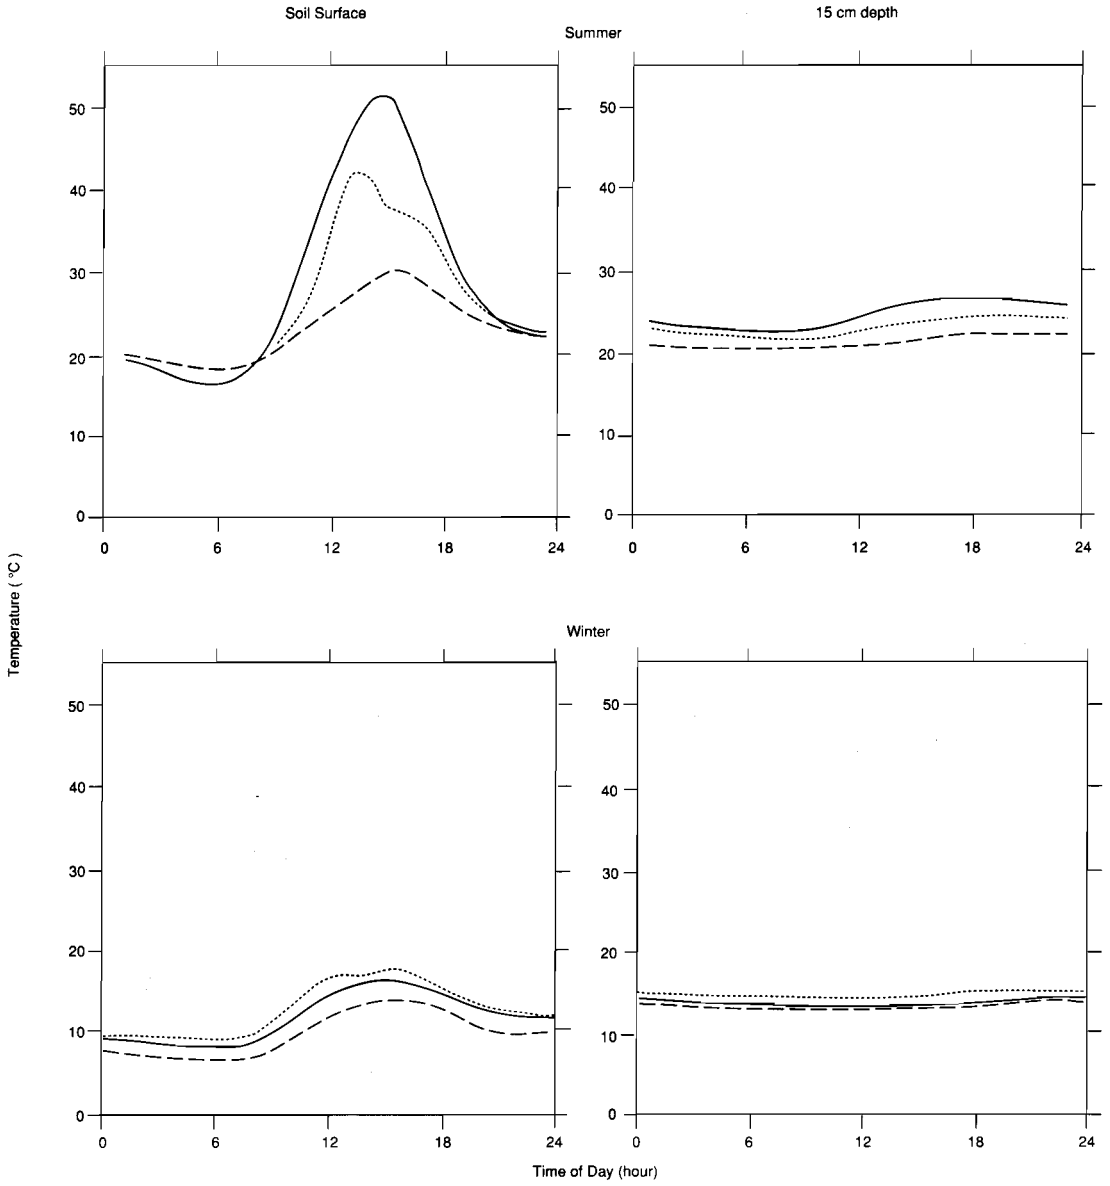 Soil Surface 15 cm depth
Summer
50 50
40 40
30 30
20 20
10 10
0 0
0 6 12 18 24 0 6 12 18 24
Temperature ( °C )
Winter
50 50
40 40
30 30
20 20
10 10
0 0
0 6 12 18 24 0 6 12 18 24
Time of Day (hour)